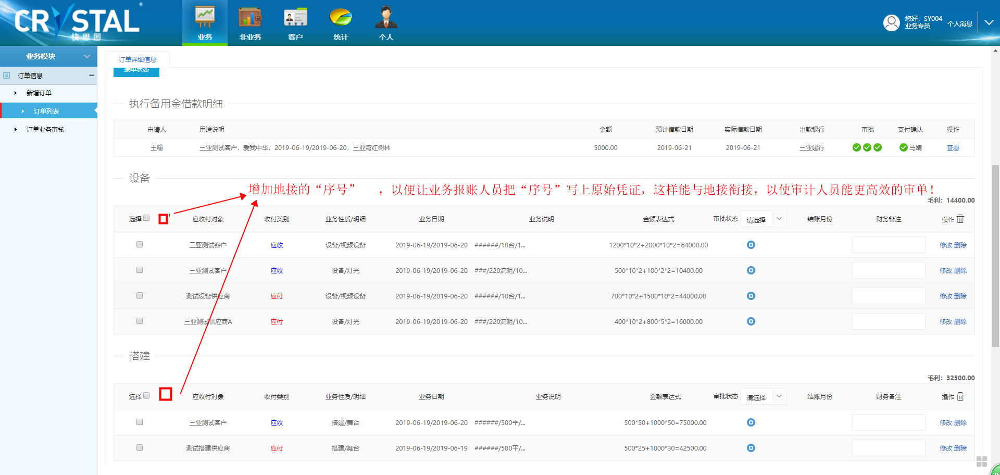 CRYSTAL ®
快思图
业务
非业务
客户
统计
个人
您好，SY004
业务专员
个人消息
业务模块
订单信息
新增订单
订单列表
订单业务审核
订单详细信息
接单状态
执行备用金借款明细
申请人 用途说明 金额 预计借款日期 实际借款日期 出款银行 审批 支付确认 操作
王喻 三亚测试客户，爱我中华，2019-06-19/2019-06-20，三亚湾红树林 5000.00 2019-06-21 2019-06-21 三亚建行 马婧 查看
设备
增加地接的“序号” ，以便让业务报账人员把“序号”写上原始凭证，这样能与地接衔接，以使审计人员能更高效的审单！
毛利：14400.00
选择 应收付对象 收付类别 业务性质/明细 业务日期 业务说明 金额表达式 审批状态 请选择 结账月份 财务备注 操作
三亚测试客户 应收 设备/视频设备 2019-06-19/2019-06-20 ######/10台/1... 1200*10*2+2000*10*2=64000.00 修改 删除
三亚测试客户 应收 设备/灯光 2019-06-19/2019-06-20 ###/220流明/10... 500*10*2+100*2*2=10400.00 修改 删除
测试设备供应商 应付 设备/视频设备 2019-06-19/2019-06-20 ######/10台/1... 700*10*2+1500*10*2=44000.00 修改 删除
三亚测试供应商A 应付 设备/灯光 2019-06-19/2019-06-20 ###/220流明/10... 400*10*2+800*5*2=16000.00 修改 删除
搭建
毛利：32500.00
选择 应收付对象 收付类别 业务性质/明细 业务日期 业务说明 金额表达式 审批状态 请选择 结账月份 财务备注 操作
三亚测试客户 应收 搭建/舞台 2019-06-19/2019-06-20 ######/500平/... 500*50+1000*50=75000.00 修改 删除
测试搭建供应商 应付 搭建/舞台 2019-06-19/2019-06-19 ######/500平/... 500*25+1000*30=42500.00 修改 删除